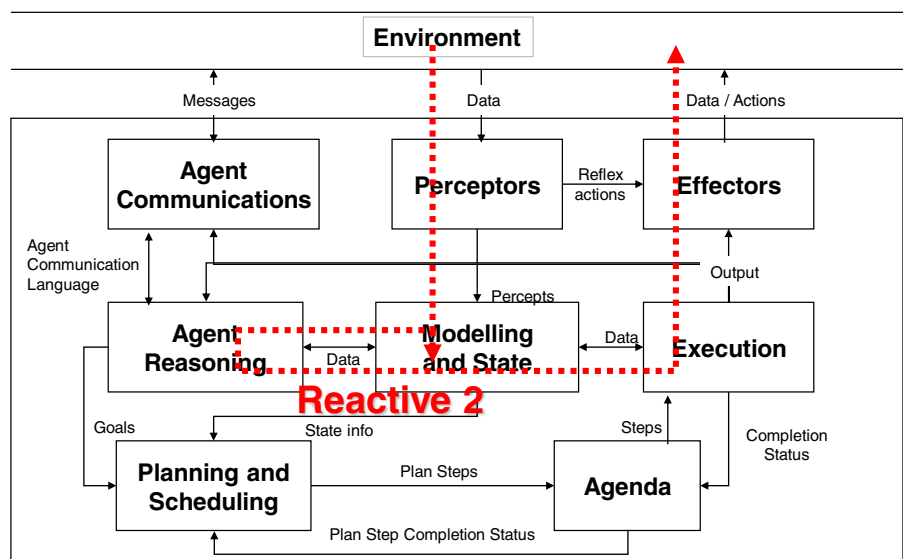 Environment
Messages
Data
Data / Actions
Agent
Communications
Perceptors
Reflex
actions
Effectors
Agent
Communication
Language
Output
Percepts
Agent
Reasoning
Data
Modelling
and State
Data
Execution
Reactive 2
Goals
State info
Steps
Completion
Status
Planning and
Scheduling
Plan Steps
Agenda
Plan Step Completion Status